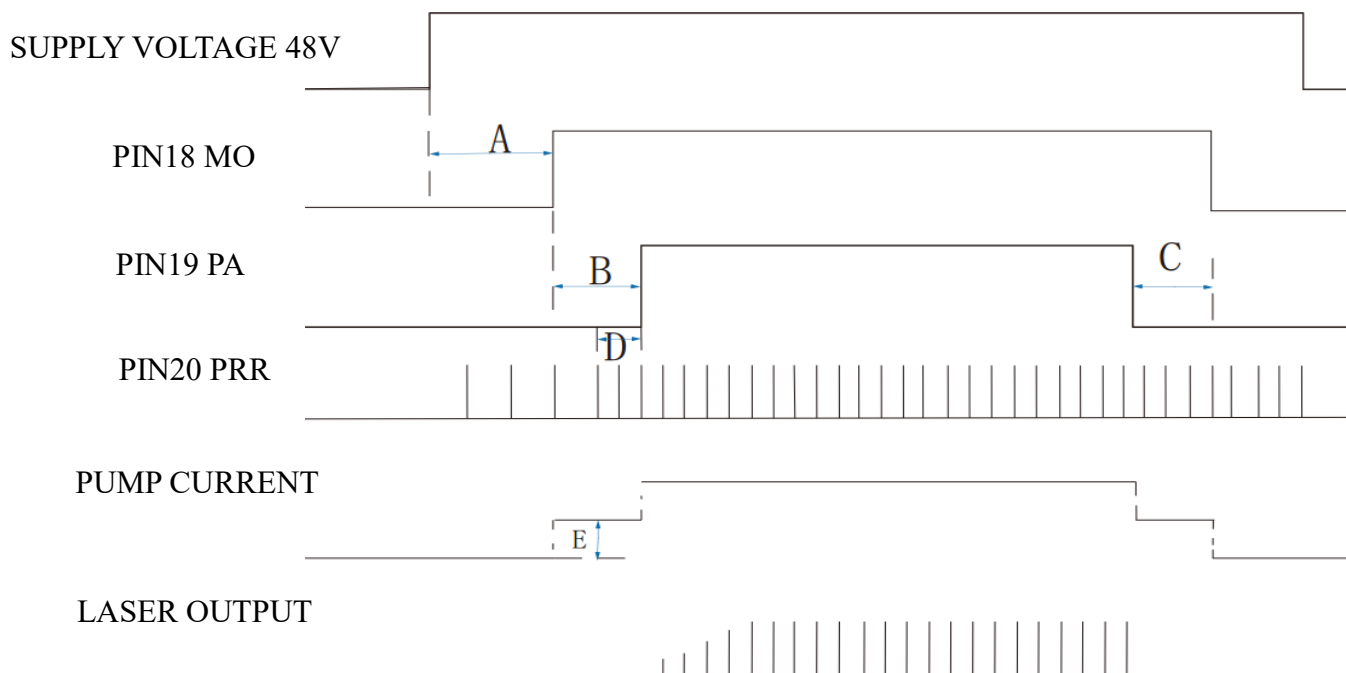 SUPPLY VOLTAGE 48V
A
PIN18 MO
B
C
PIN19 PA
D
PIN20 PRR
PUMP CURRENT
E
LASER OUTPUT